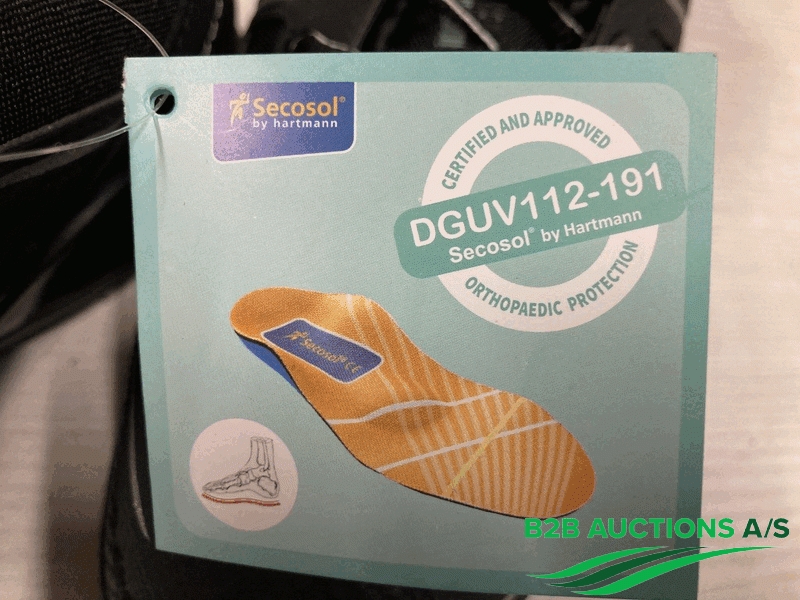 Secosol®
by hartmann
CERTIFIED AND APPROVED
DGUV112-191
Secosol® by Hartmann
ORTHOPAEDIC PROTECTION
Secosol® CE
B2B AUCTIONS A/S